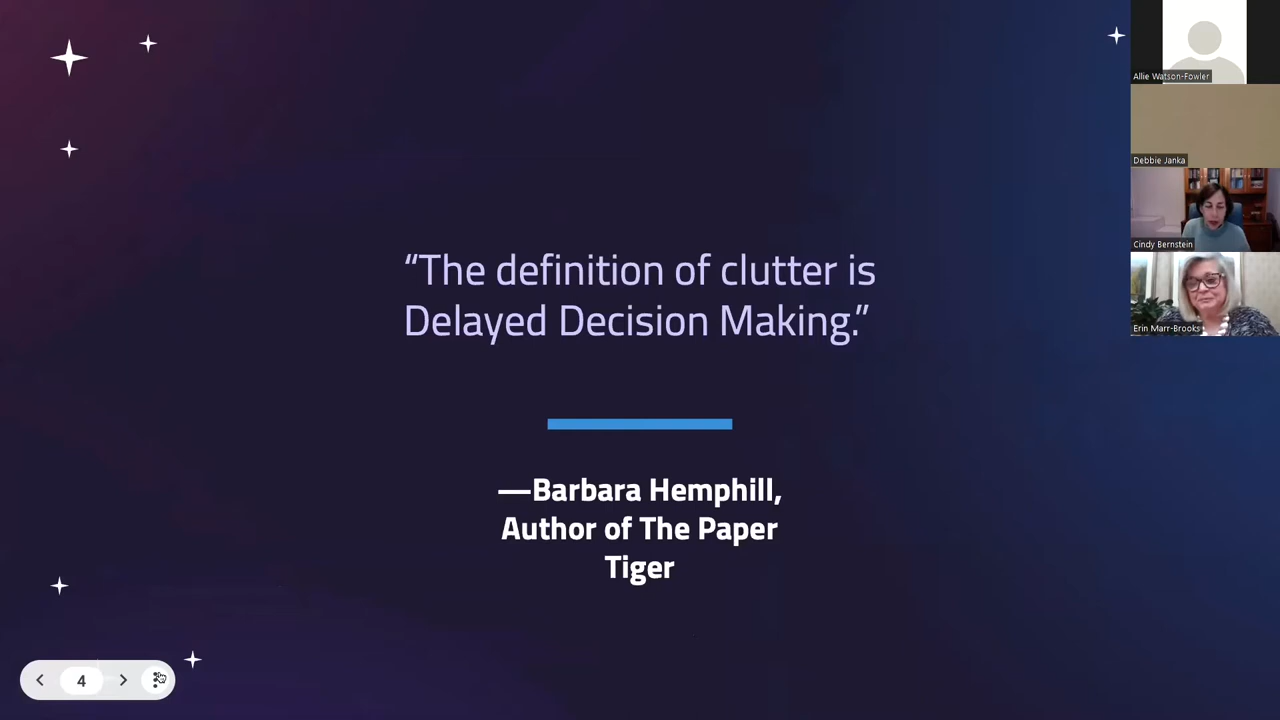 “The definition of clutter is
Delayed Decision Making.”
—Barbara Hemphill,
Author of The Paper
Tiger
4
Allie Watson-Fowler
Debbie Janka
Cindy Bernstein
Erin Marr-Brooks